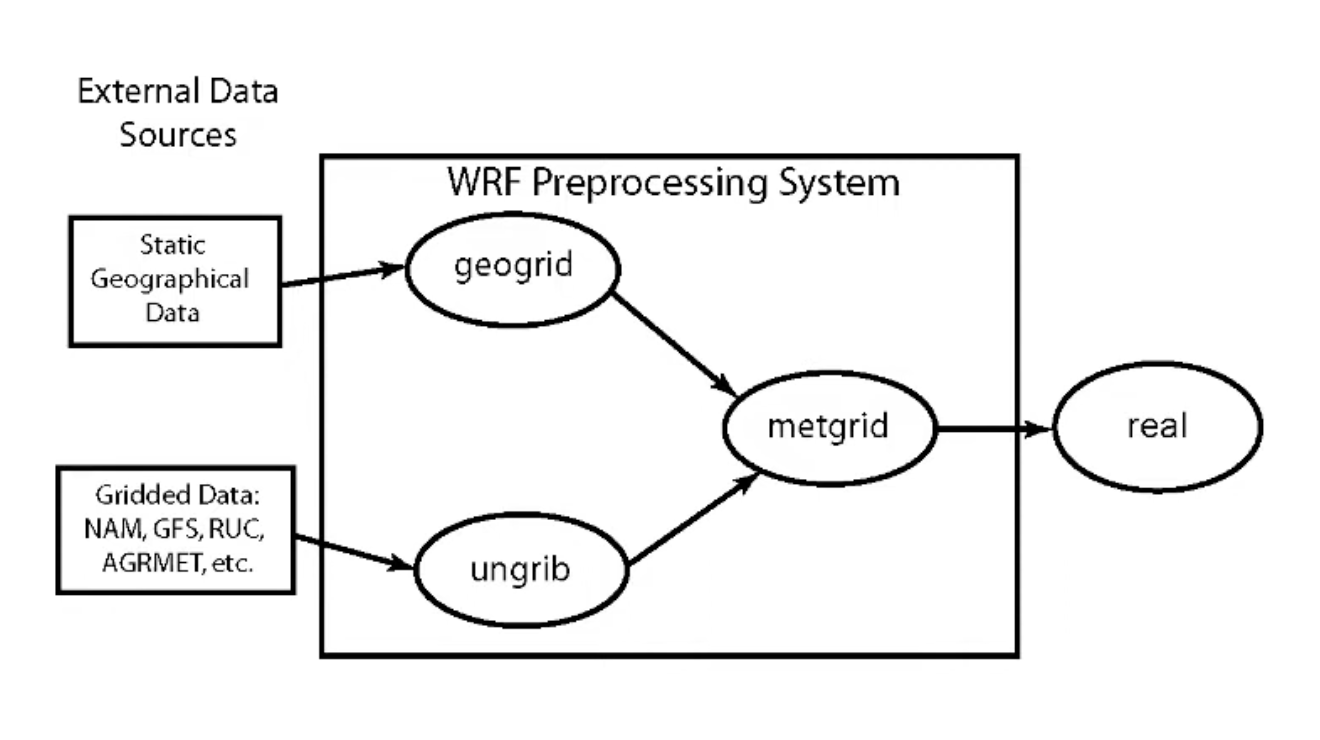 External Data
Sources
WRF Preprocessing System
Static
Geographical
Data
geogrid
metgrid
real
Gridded Data:
NAM, GFS, RUC,
AGRMET, etc.
ungrib